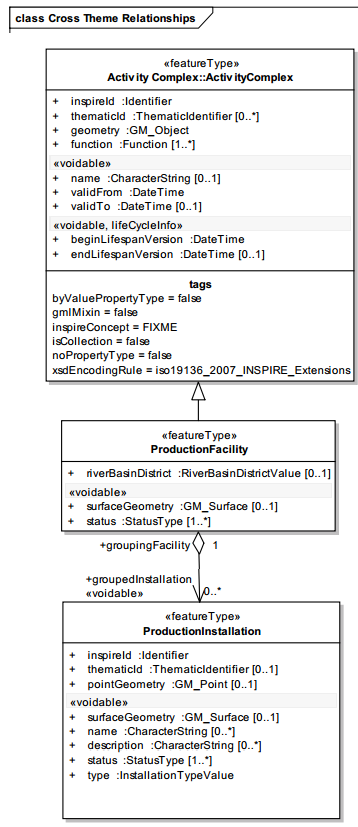 class Cross Theme Relationships
«featureType»
Activity Complex::ActivityComplex
+ inspireId :Identifier
+ thematicId :ThematicIdentifier [0..*]
+ geometry :GM_Object
+ function :Function [1..*]
«voidable»
+ name :CharacterString [0..1]
+ validFrom :DateTime
+ validTo :DateTime [0..1]
«voidable, lifeCycleInfo»
+ beginLifespanVersion :DateTime
+ endLifespanVersion :DateTime [0..1]
tags
byValuePropertyType = false
gmlMixin = false
inspireConcept = FIXME
isCollection = false
noPropertyType = false
xsdEncodingRule = iso19136_2007_INSPIRE_Extensions
«featureType»
ProductionFacility
+ riverBasinDistrict :RiverBasinDistrictValue [0..1]
«voidable»
+ surfaceGeometry :GM_Surface [0..1]
+ status :StatusType [1..*]
+groupingFacility 1
+groupedInstallation
«voidable» 0..*
«featureType»
ProductionInstallation
+ inspireId :Identifier
+ thematicId :ThematicIdentifier [0..1]
+ pointGeometry :GM_Point [0..1]
«voidable»
+ surfaceGeometry :GM_Surface [0..1]
+ name :CharacterString [0..*]
+ description :CharacterString [0..*]
+ status :StatusType [1..*]
+ type :InstallationTypeValue